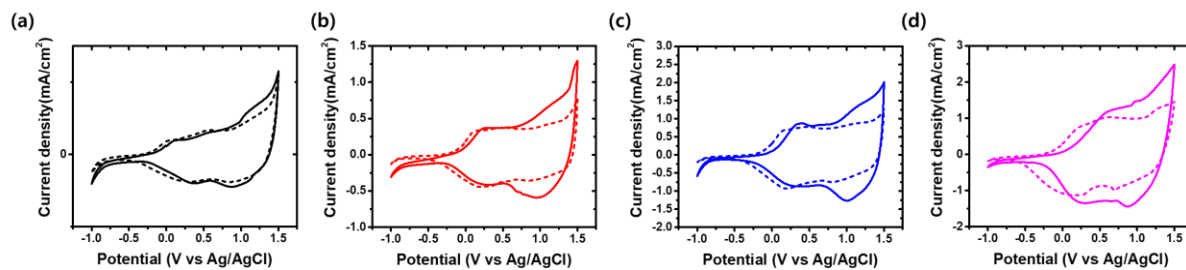 (a)
Current density(mA/cm²)
0
-1.0 -0.5 0.0 0.5 1.0 1.5
Potential (V vs Ag/AgCl)
(b)
Current density(mA/cm²)
1.5
1.0
0.5
0.0
-0.5
-1.0
-1.0 -0.5 0.0 0.5 1.0 1.5
Potential (V vs Ag/AgCl)
(c)
Current density(mA/cm²)
3.0
2.5
2.0
1.5
1.0
0.5
0.0
-0.5
-1.0
-1.5
-2.0
-1.0 -0.5 0.0 0.5 1.0 1.5
Potential (V vs Ag/AgCl)
(d)
Current density(mA/cm²)
3
2
1
0
-1
-2
-1.0 -0.5 0.0 0.5 1.0 1.5
Potential (V vs Ag/AgCl)